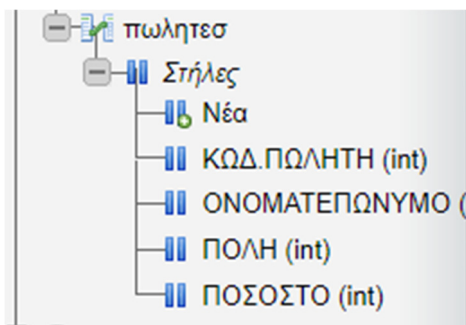 πωλητεσ
Στήλες
Νέα
ΚΩΔ.ΠΩΛΗΤΗ (int)
ΟΝΟΜΑΤΕΠΩΝΥΜΟ (
ΠΟΛΗ (int)
ΠΟΣΟΣΤΟ (int)